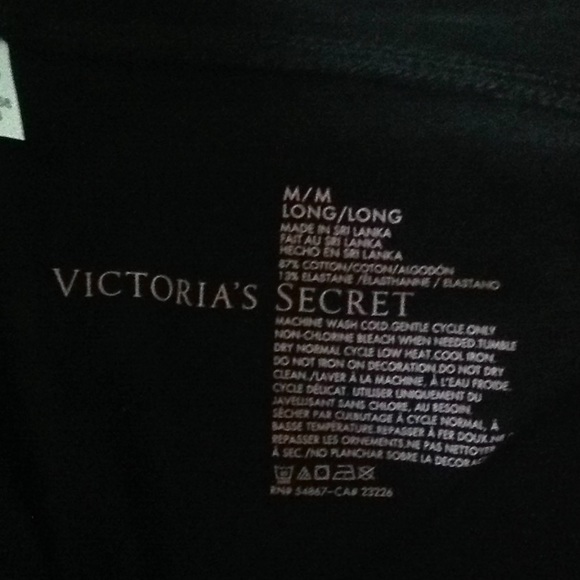 M/M
LONG/LONG
MADE IN SRI LANKA
FAIT AU SRI LANKA
HECHO EN SRI LANKA
87% COTTON/COTON/ALGODÓN
13% ELASTANE /ÉLASTHANNE / ELASTANO
VICTORIA'S SECRET
MACHINE WASH COLD.GENTLE CYCLE.ONLY
NON-CHLORINE BLEACH WHEN NEEDED.TUMBLE
DRY NORMAL CYCLE LOW HEAT.COOL IRON.
DO NOT IRON ON DECORATION.DO NOT DRY
CLEAN./LAVER À LA MACHINE, À L'EAU FROIDE.
CYCLE DÉLICAT. UTILISER UNIQUEMENT DU
JAVELLISANT SANS CHLORE, AU BESOIN.
SÉCHER PAR CULBUTAGE À CYCLE NORMAL, À
BASSE TEMPÉRATURE.REPASSER À FER DOUX.NE
REPASSER LES ORNEMENTS.NE PAS NETTOYER
À SEC./NO PLANCHAR SOBRE LA DECORA
RN# 54867-CA# 23226